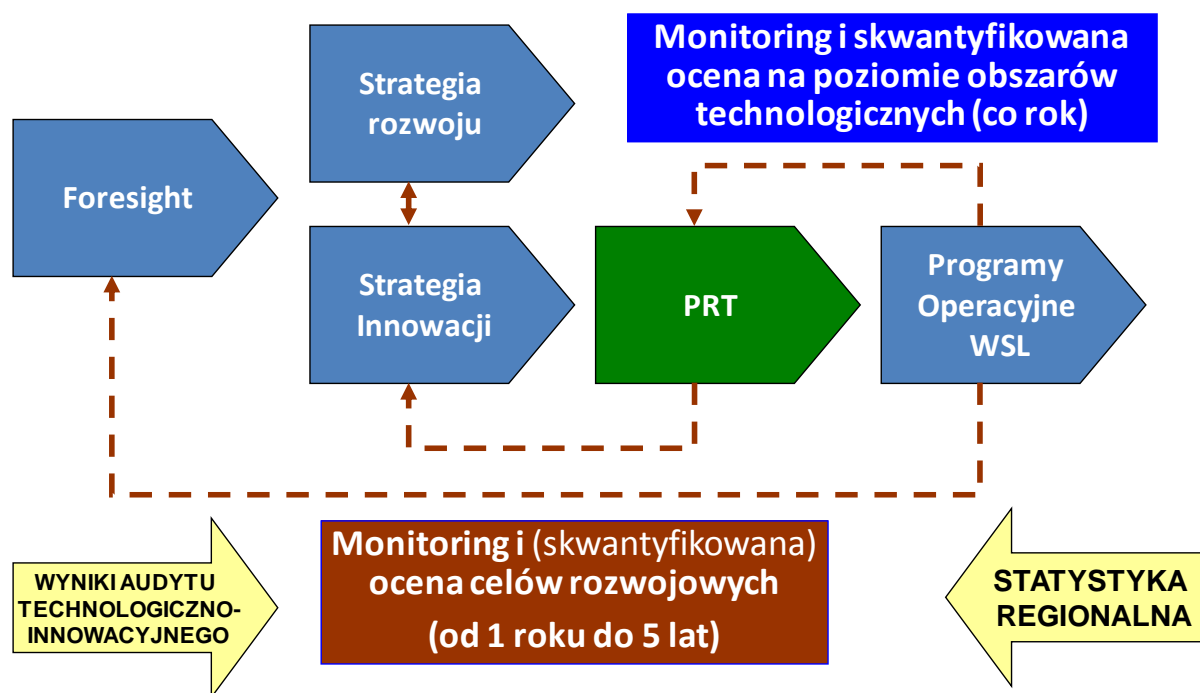 Foresight
Strategia
rozwoju
Strategia
Innowacji
Monitoring i skwantyfikowana
ocena na poziomie obszarów
technologicznych (co rok)
PRT
Programy
Operacyjne
WSL
WYNIKI AUDYTU
TECHNOLOGICZNO-
INNOWACYJNEGO
Monitoring i (skwantyfikowana)
ocena celów rozwojowych
(od 1 roku do 5 lat)
STATYSTYKA
REGIONALNA